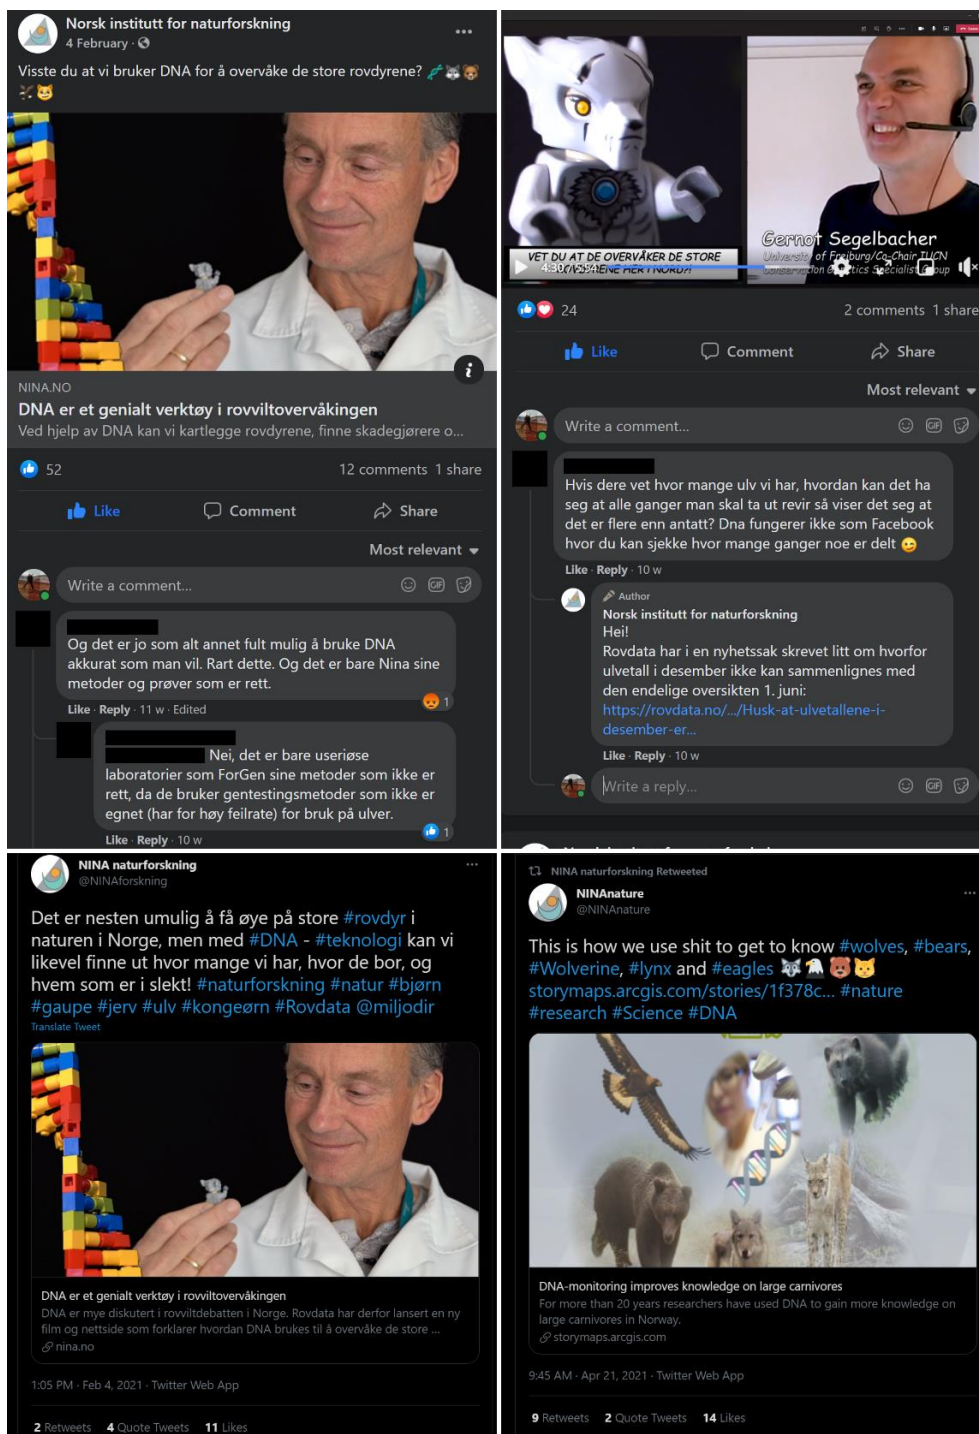 Norsk institutt for naturforskning
4 February
Visste du at vi bruker DNA for å overvåke de store rovdyrene?
NINA.NO
DNA er et genialt verktøy i rovviltovervåkingen
Ved hjelp av DNA kan vi kartlegge rovdyrene, finne skadegjørere o...
52
12 comments 1 share
Like Comment Share
Most relevant
Write a comment...
GIF
Og det er jo som alt annet fult mulig å bruke DNA
akkurat som man vil. Rart dette. Og det er bare Nina sine
metoder og prøver som er rett.
Like · Reply · 11 w · Edited
1
Nei, det er bare useriøse
laboratorier som ForGen sine metoder som ikke er
rett, da de bruker gentestingsmetoder som ikke er
egnet (har for høy feilrate) for bruk på ulver.
Like · Reply · 10 w
1
Gernot Segelbacher
University of Freiburg/Co-Chair IUCN
Conservation Genetics Specialist Group
VET DU AT DE OVERVÅKER DE STORE
HER I NORD?!
24
2 comments 1 share
Like Comment Share
Most relevant
Write a comment...
GIF
Hvis dere vet hvor mange ulv vi har, hvordan kan det ha
seg at alle ganger man skal ta ut revir så viser det seg at
det er flere enn antatt? Dna fungerer ikke som Facebook
hvor du kan sjekke hvor mange ganger noe er delt
Like · Reply · 10 w
Author
Norsk institutt for naturforskning
Hei!
Rovdata har i en nyhetssak skrevet litt om hvorfor
ulvetall i desember ikke kan sammenlignes med
den endelige oversikten 1. juni:
https://rovdata.no/.../Husk-at-ulvetallene-i-
desember-er...
Like · Reply · 10 w
Write a reply...
GIF
NINA naturforskning
@NINAforskning
Det er nesten umulig å få øye på store #rovdyr i
naturen i Norge, men med #DNA - #teknologi kan vi
likevel finne ut hvor mange vi har, hvor de bor, og
hvem som er i slekt! #naturforskning #natur #bjørn
#gaupe #jerv #ulv #kongeørn #Rovdata @miljodir
Translate Tweet
DNA er et genialt verktøy i rovviltovervåkingen
DNA er mye diskutert i rovviltdebatten i Norge. Rovdata har derfor lansert en ny
film og nettside som forklarer hvordan DNA brukes til å overvåke de store ...
nina.no
1:05 PM · Feb 4, 2021 · Twitter Web App
2 Retweets 4 Quote Tweets 11 Likes
NINA naturforskning Retweeted
NINAnature
@NINAnature
This is how we use shit to get to know #wolves, #bears,
#Wolverine, #lynx and #eagles
storymaps.arcgis.com/stories/1f378c... #nature
#research #Science #DNA
DNA-monitoring improves knowledge on large carnivores
For more than 20 years researchers have used DNA to gain more knowledge on
large carnivores in Norway.
storymaps.arcgis.com
9:45 AM · Apr 21, 2021 · Twitter Web App
9 Retweets 2 Quote Tweets 14 Likes